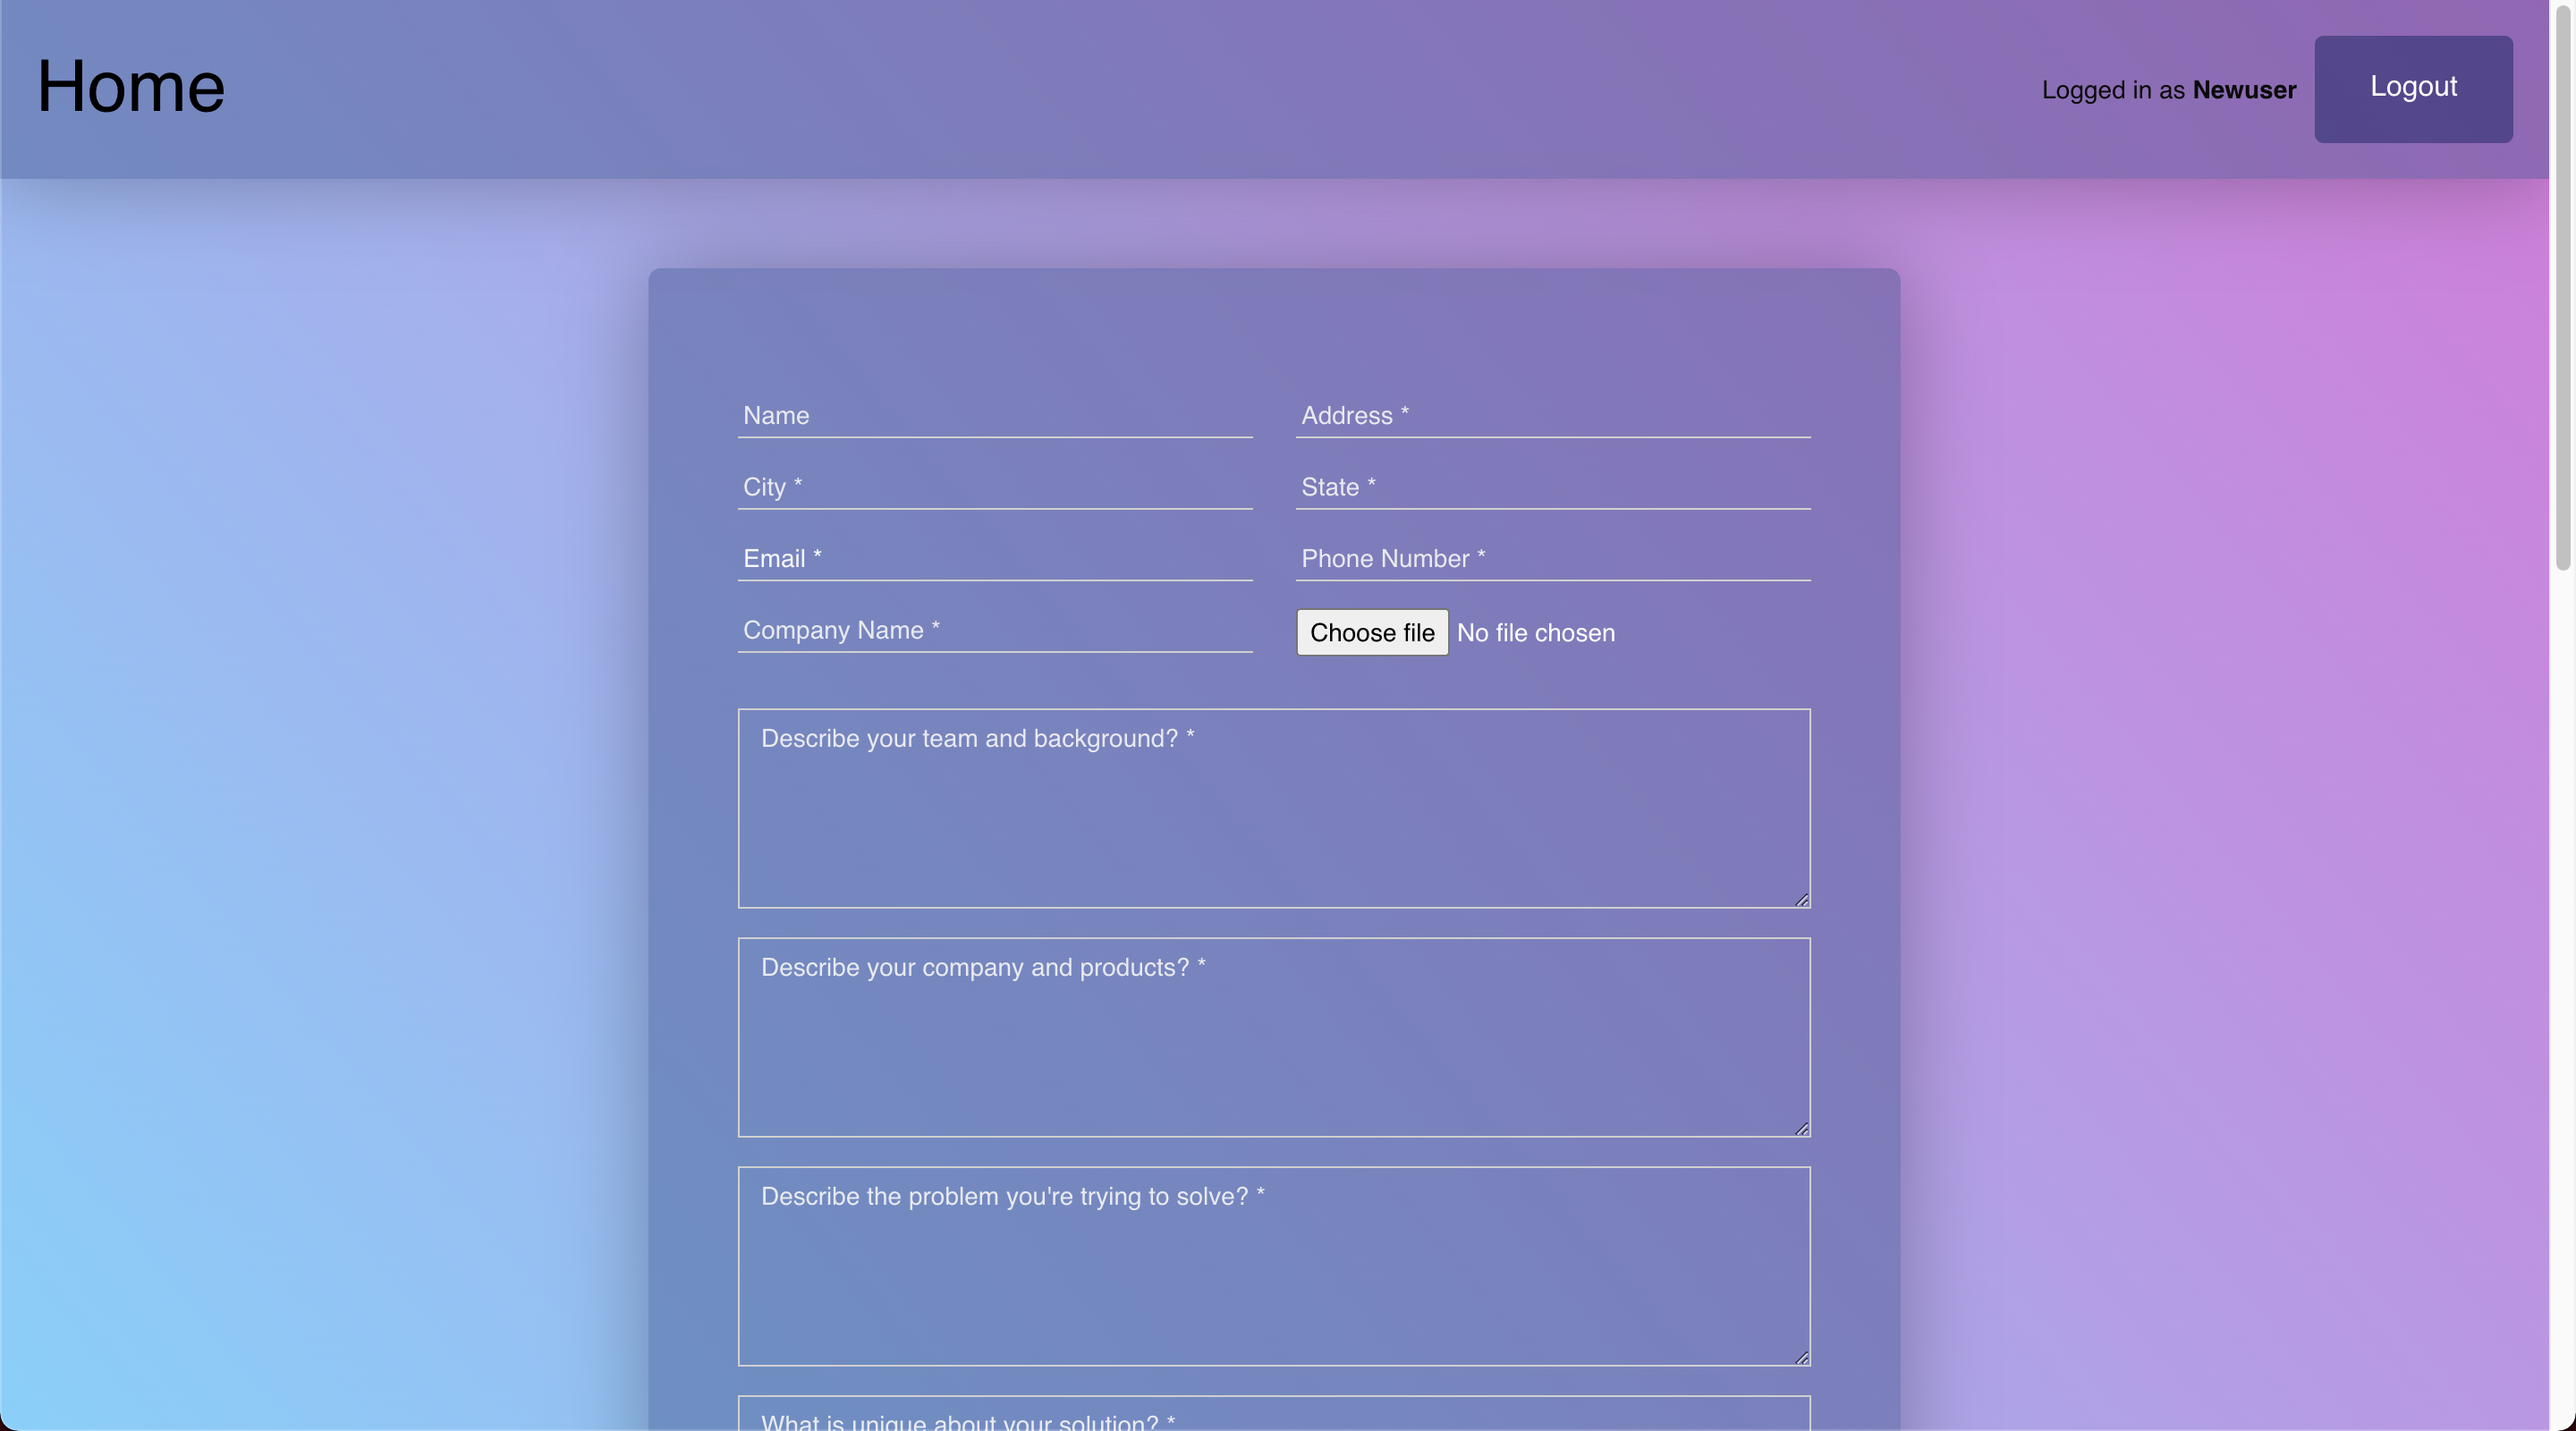 Home
Logged in as Newuser
Logout
Name
Address *
City *
State *
Email *
Phone Number *
Company Name *
Choose file No file chosen
Describe your team and background? *
Describe your company and products? *
Describe the problem you're trying to solve? *
What is unique about your solution? *